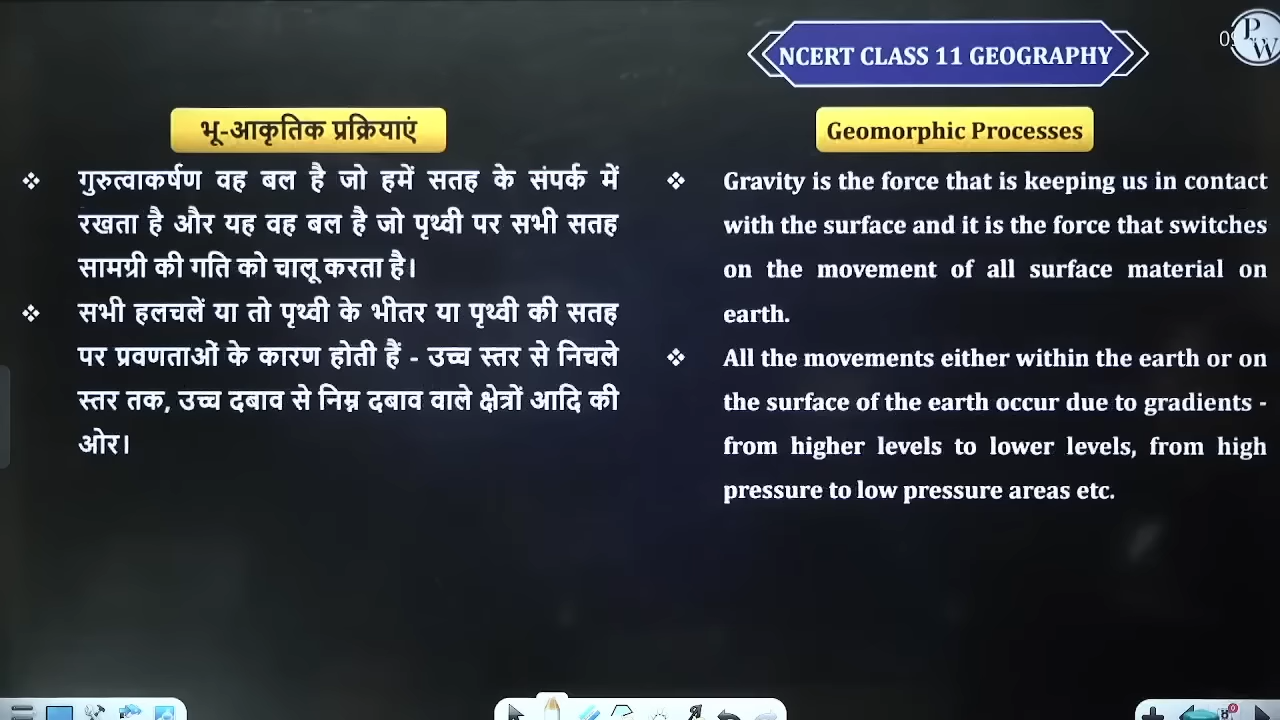 NCERT CLASS 11 GEOGRAPHY
PW
भू-आकृतिक प्रक्रियाएं
❖ गुरुत्वाकर्षण वह बल है जो हमें सतह के संपर्क में
रखता है और यह वह बल है जो पृथ्वी पर सभी सतह
सामग्री की गति को चालू करता है।
❖ सभी हलचलें या तो पृथ्वी के भीतर या पृथ्वी की सतह
पर प्रवणताओं के कारण होती हैं - उच्च स्तर से निचले
स्तर तक, उच्च दबाव से निम्न दबाव वाले क्षेत्रों आदि की
ओर।
Geomorphic Processes
❖ Gravity is the force that is keeping us in contact
with the surface and it is the force that switches
on the movement of all surface material on
earth.
❖ All the movements either within the earth or on
the surface of the earth occur due to gradients -
from higher levels to lower levels, from high
pressure to low pressure areas etc.